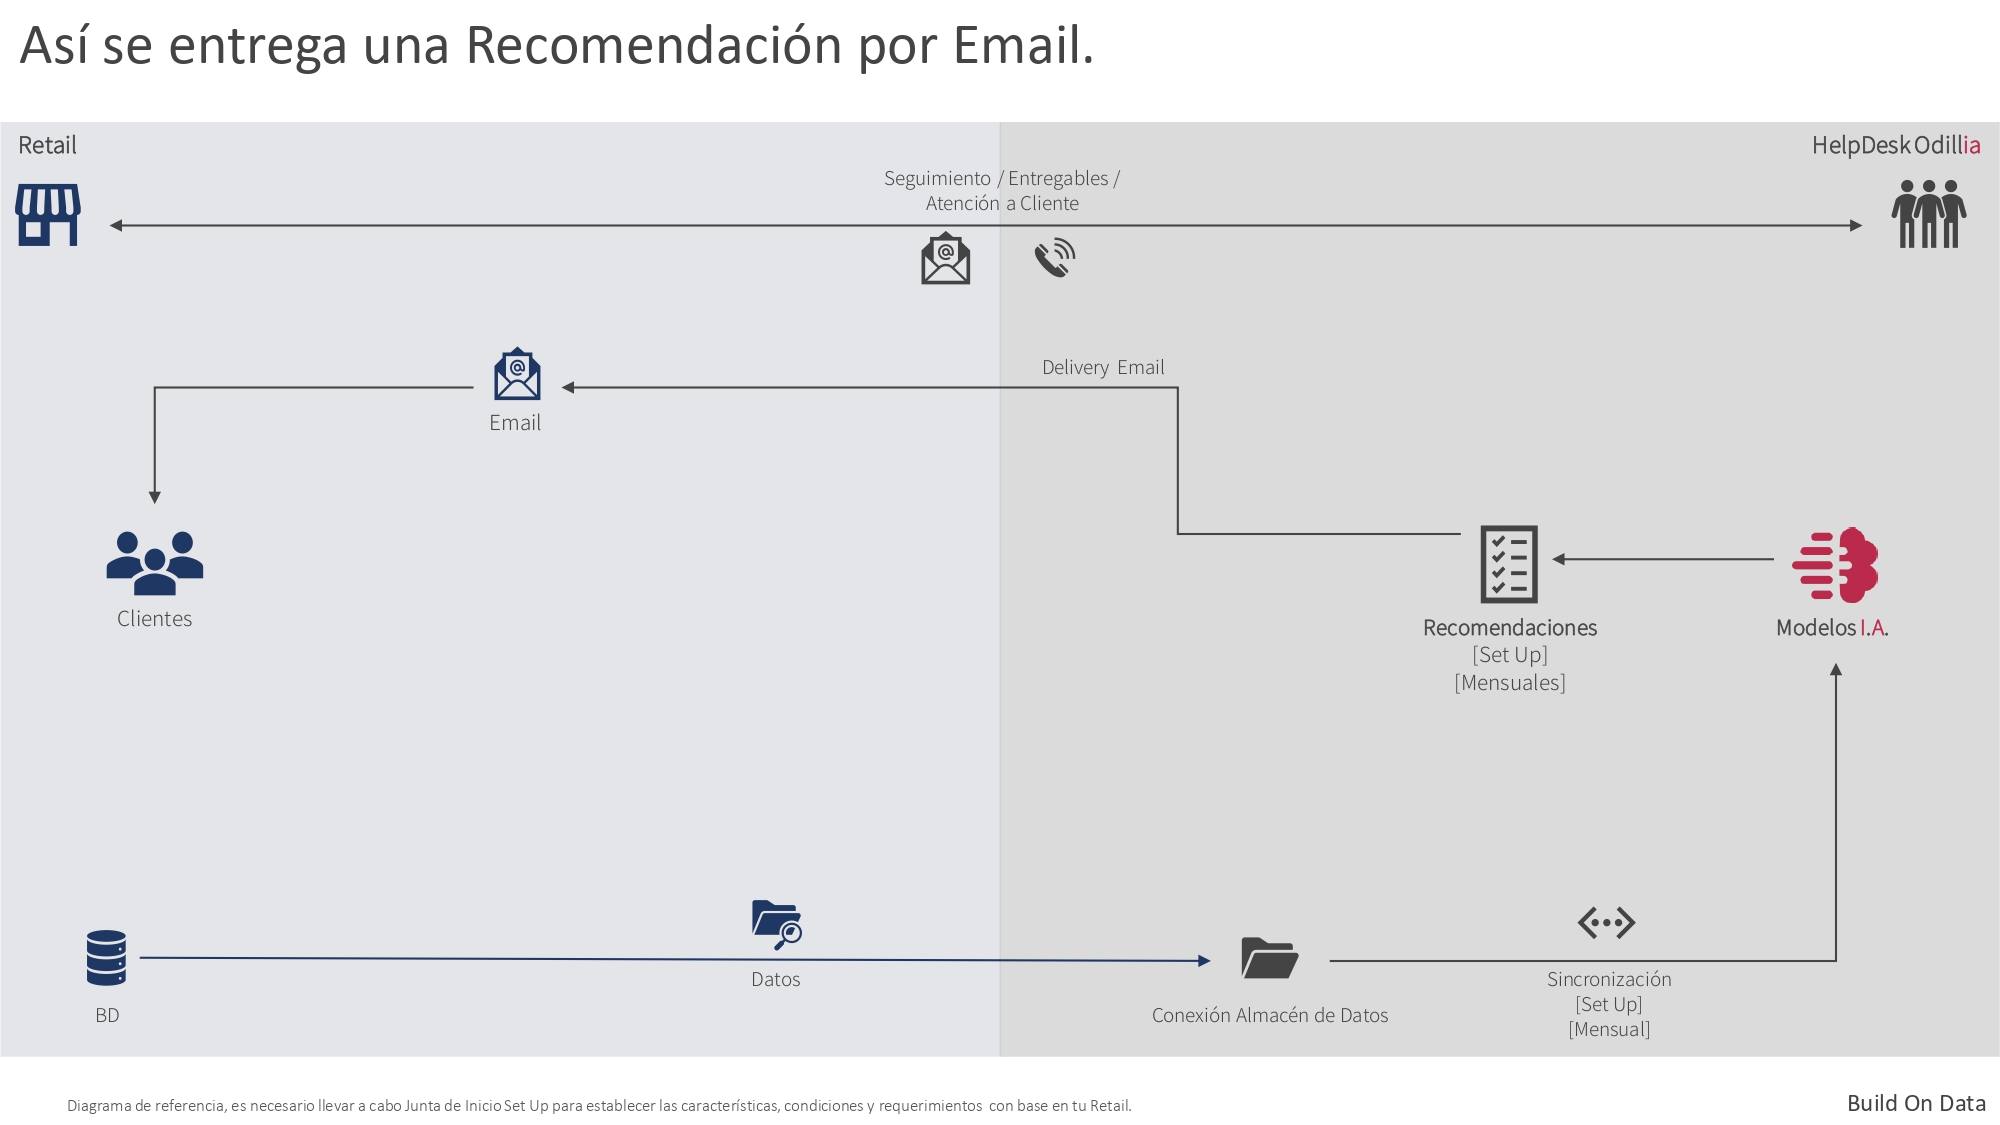 Así se entrega una Recomendación por Email.
Retail
HelpDesk Odillia
Seguimiento / Entregables /
Atención a Cliente
Delivery Email
Email
Clientes
Recomendaciones
[Set Up]
[Mensuales]
Modelos I.A.
Datos
BD
Conexión Almacén de Datos
Sincronización
[Set Up]
[Mensual]
Diagrama de referencia, es necesario llevar a cabo Junta de Inicio Set Up para establecer las características, condiciones y requerimientos con base en tu Retail.
Build On Data